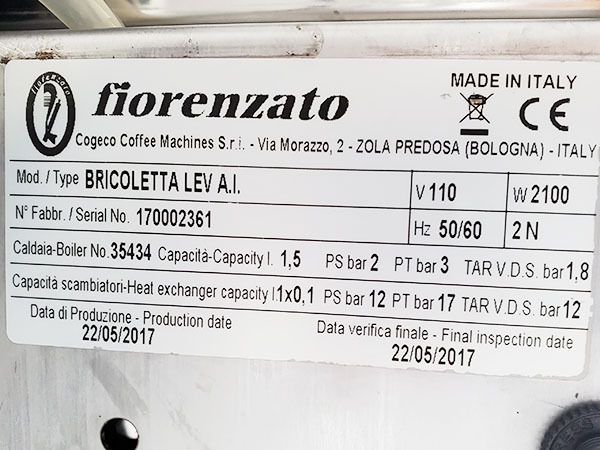 MADE IN ITALY
fiorenzato
Cogeco Coffee Machines S.r.i. - Via Morazzo, 2 - ZOLA PREDOSA (BOLOGNA) - ITALY
Mod. / Type BRICOLETTA LEV A.I. V 110 W 2100
N° Fabbr. / Serial No. 170002361 Hz 50/60 2 N
Caldaia-Boiler No.35434 Capacità-Capacity l. 1,5 PS bar 2 PT bar 3 TAR V.D.S. bar 1,8
Capacità scambiatori-Heat exchanger capacity l.1x0,1 PS bar 12 PT bar 17 TAR V.D.S. bar 12
Data di Produzione - Production date
22/05/2017
Data verifica finale - Final inspection date
22/05/2017